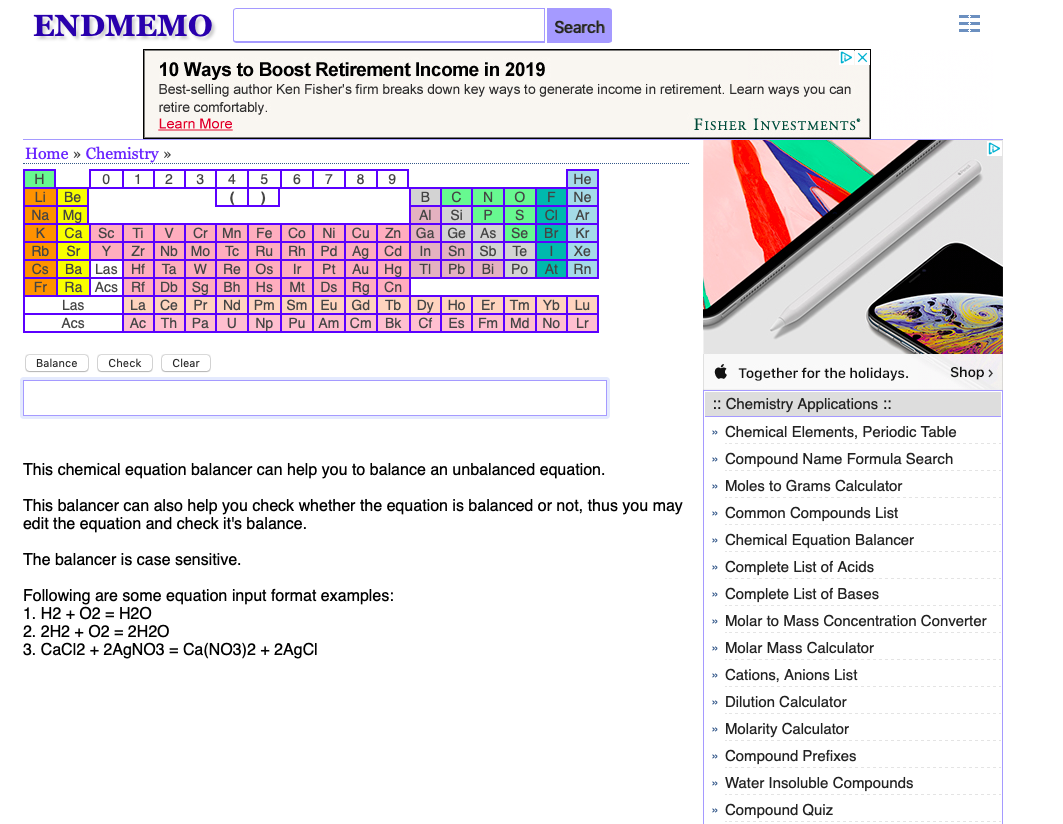 ENDMEMO
Search
10 Ways to Boost Retirement Income in 2019
Best-selling author Ken Fisher's firm breaks down key ways to generate income in retirement. Learn ways you can
retire comfortably.
Learn More
FISHER INVESTMENTS®
Home » Chemistry »
H 0 1 2 3 4 5 6 7 8 9 He
Li Be ( ) B C N O F Ne
Na Mg Al Si P S Cl Ar
K Ca Sc Ti V Cr Mn Fe Co Ni Cu Zn Ga Ge As Se Br Kr
Rb Sr Y Zr Nb Mo Tc Ru Rh Pd Ag Cd In Sn Sb Te I Xe
Cs Ba Las Hf Ta W Re Os Ir Pt Au Hg Tl Pb Bi Po At Rn
Fr Ra Acs Rf Db Sg Bh Hs Mt Ds Rg Cn
Las La Ce Pr Nd Pm Sm Eu Gd Tb Dy Ho Er Tm Yb Lu
Acs Ac Th Pa U Np Pu Am Cm Bk Cf Es Fm Md No Lr
Balance Check Clear
This chemical equation balancer can help you to balance an unbalanced equation.
This balancer can also help you check whether the equation is balanced or not, thus you may
edit the equation and check it's balance.
The balancer is case sensitive.
Following are some equation input format examples:
1. H2 + O2 = H2O
2. 2H2 + O2 = 2H2O
3. CaCl2 + 2AgNO3 = Ca(NO3)2 + 2AgCl
Together for the holidays. Shop ›
:: Chemistry Applications ::
» Chemical Elements, Periodic Table
» Compound Name Formula Search
» Moles to Grams Calculator
» Common Compounds List
» Chemical Equation Balancer
» Complete List of Acids
» Complete List of Bases
» Molar to Mass Concentration Converter
» Molar Mass Calculator
» Cations, Anions List
» Dilution Calculator
» Molarity Calculator
» Compound Prefixes
» Water Insoluble Compounds
» Compound Quiz